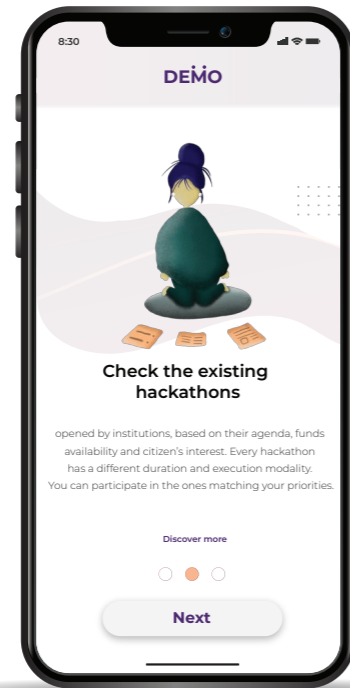 8:30
DEMO
Check the existing
hackathons
opened by institutions, based on their agenda, funds
availability and citizen's interest. Every hackathon
has a different duration and execution modality.
You can participate in the ones matching your priorities.
Discover more
Next